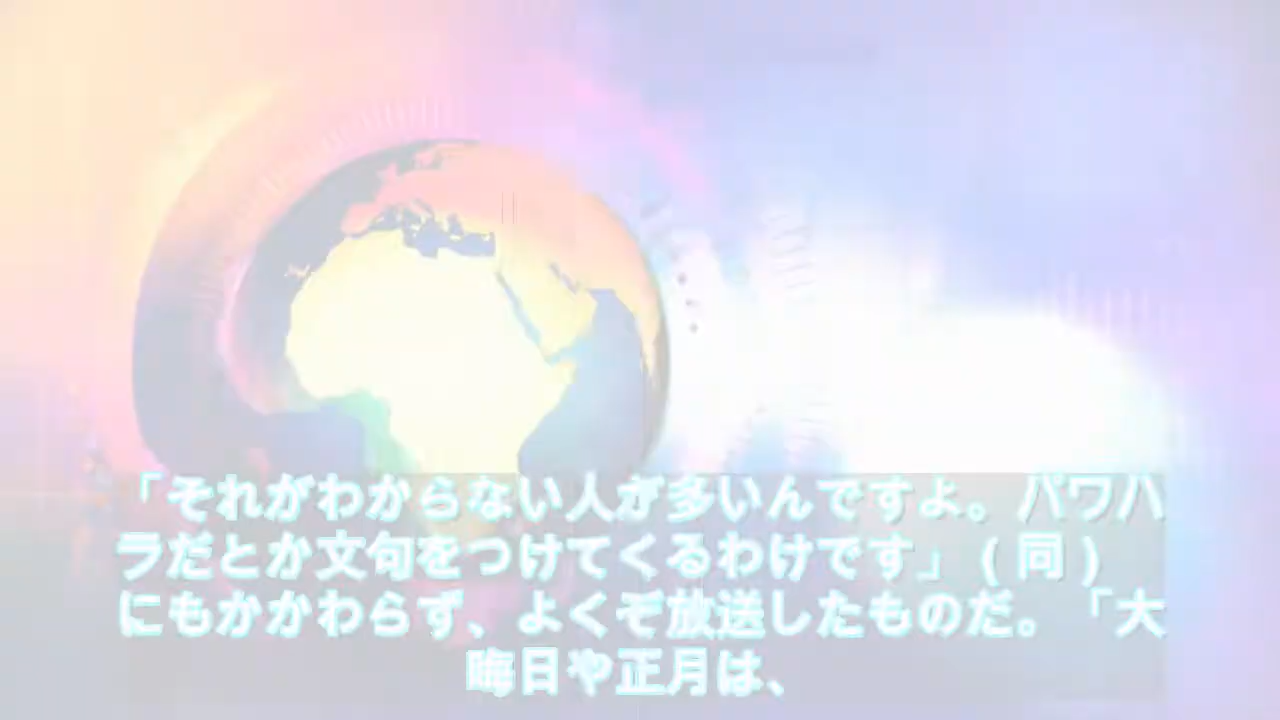 「それがわからない人が多いんですよ。パワハ
ラだとか文句をつけてくるわけです」(同)
にもかかわらず、よくぞ放送したものだ。「大
晦日や正月は、